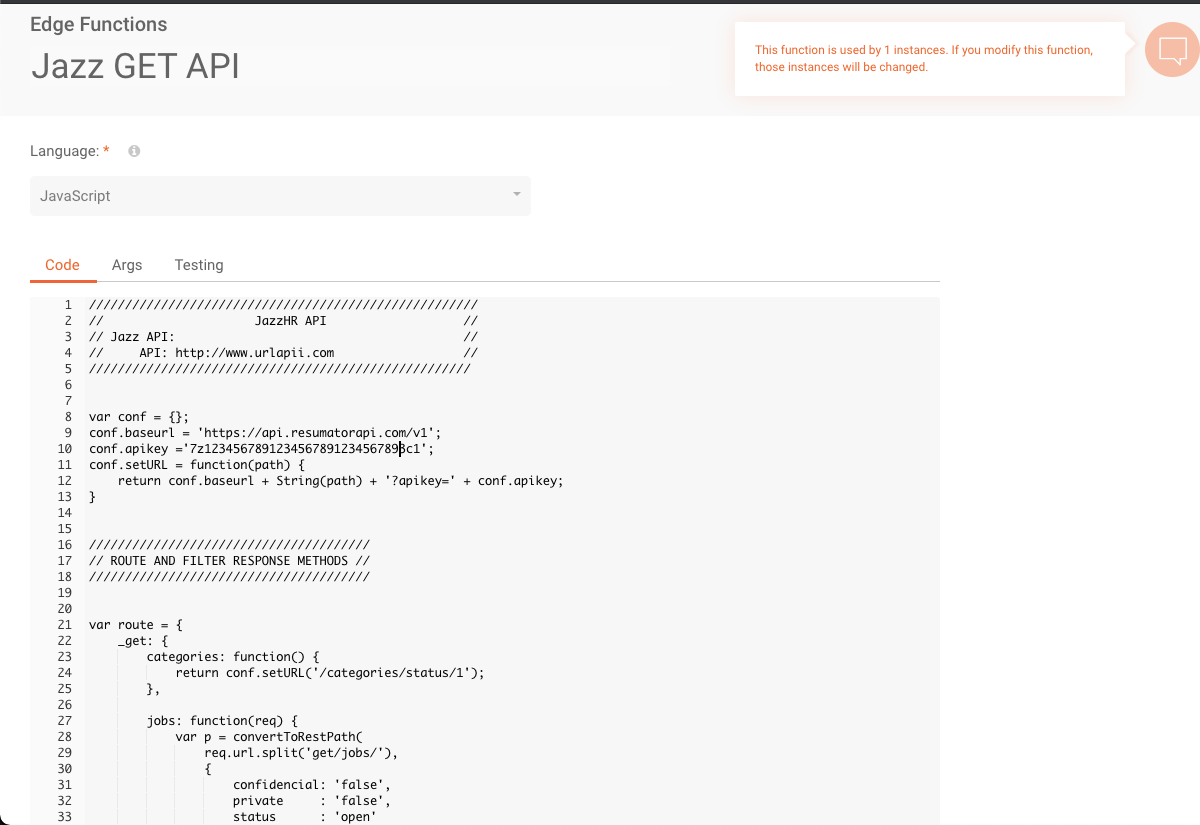 Edge Functions
Jazz GET API
This function is used by 1 instances. If you modify this function,
those instances will be changed.
Language: *
JavaScript
Code Args Testing
1 //////////////////////////////////////////////////////
2 // JazzHR API //
3 // Jazz API: //
4 // API: http://www.urlapii.com //
5 /////////////////////////////////////////////////////
6
7
8 var conf = {};
9 conf.baseurl = 'https://api.resumatorapi.com/v1';
10 conf.apikey ='7z12345678912345678912345678983c1';
11 conf.setURL = function(path) {
12 return conf.baseurl + String(path) + '?apikey=' + conf.apikey;
13 }
14
15
16 ///////////////////////////////////////
17 // ROUTE AND FILTER RESPONSE METHODS //
18 ///////////////////////////////////////
19
20
21 var route = {
22 _get: {
23 categories: function() {
24 return conf.setURL('/categories/status/1');
25 },
26
27 jobs: function(req) {
28 var p = convertToRestPath(
29 req.url.split('get/jobs/'),
30 {
31 confidencial: 'false',
32 private : 'false',
33 status : 'open'